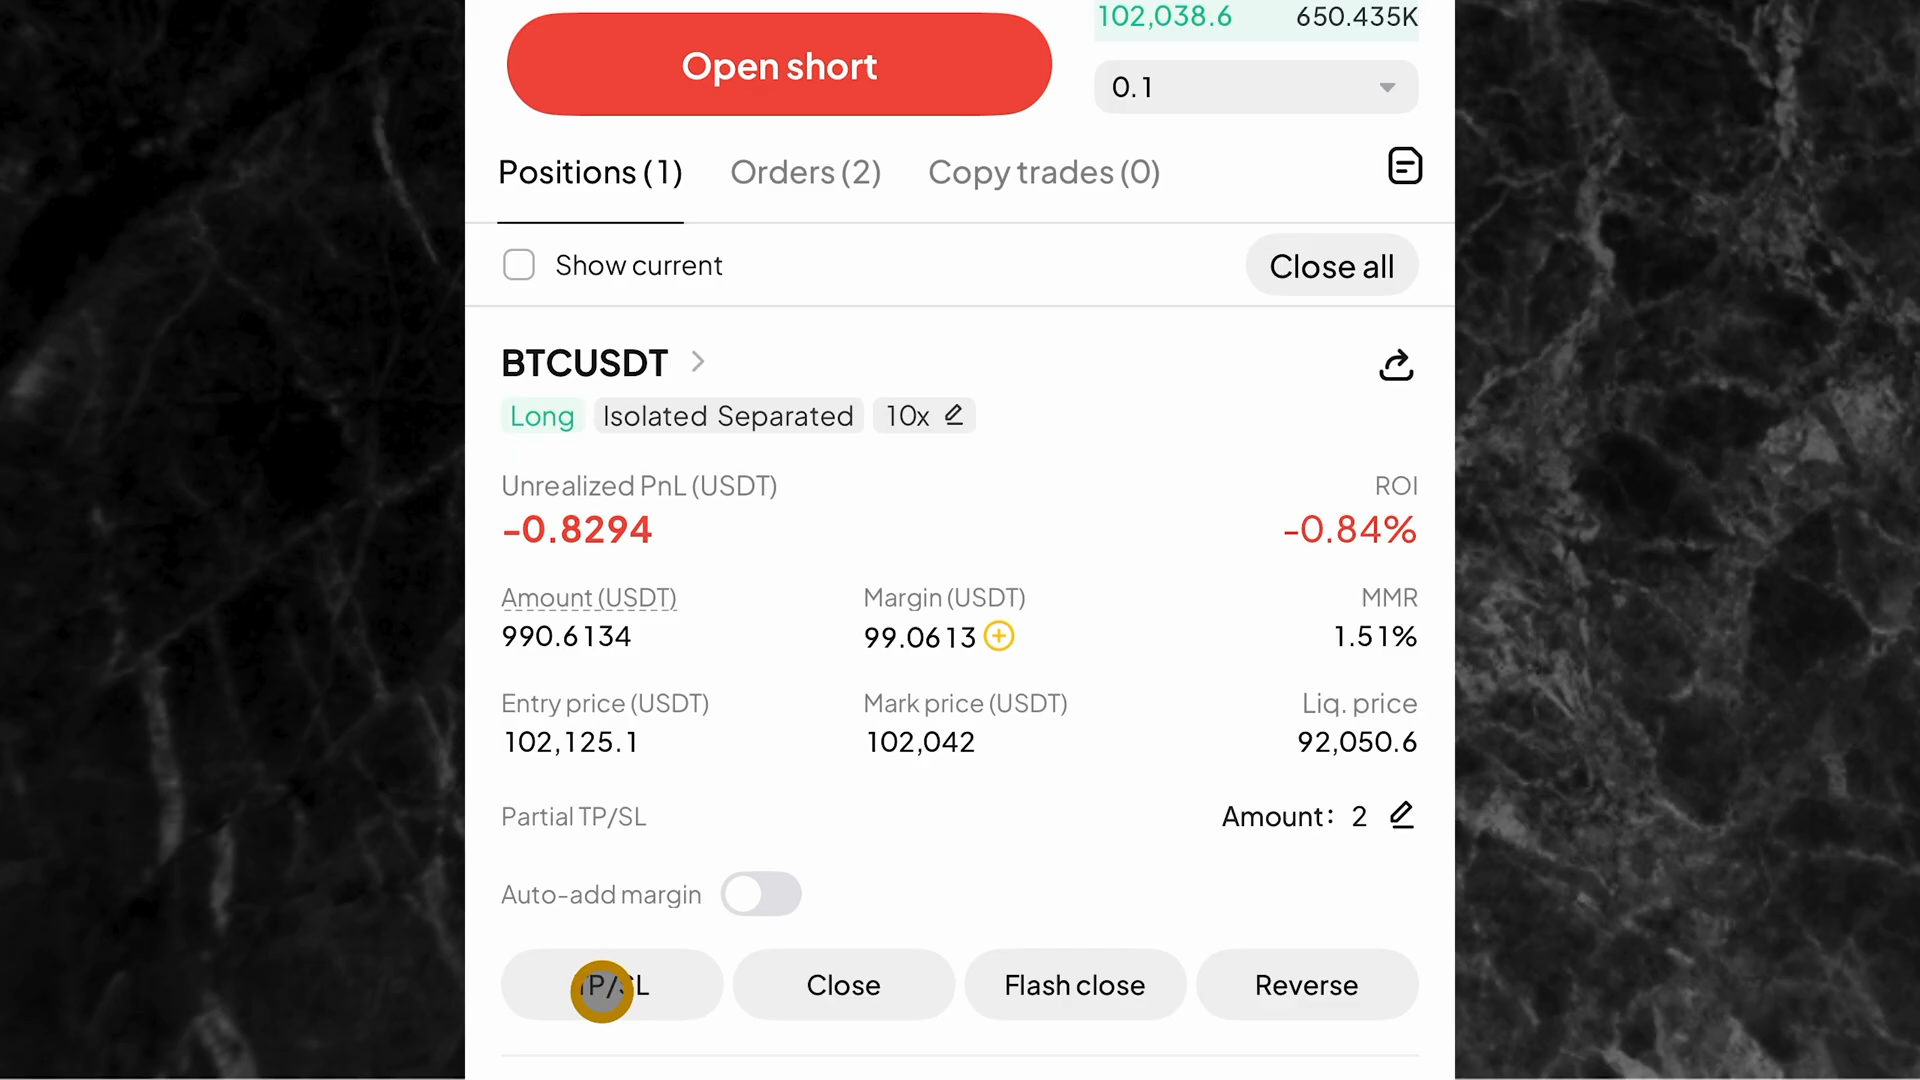 102,038.6 650.435K
Open short
0.1
Positions (1) Orders (2) Copy trades (0)
Show current Close all
BTCUSDT
Long Isolated Separated 10x
Unrealized PnL (USDT) ROI
-0.8294 -0.84%
Amount (USDT) Margin (USDT) MMR
990.6134 99.0613 1.51%
Entry price (USDT) Mark price (USDT) Liq. price
102,125.1 102,042 92,050.6
Partial TP/SL Amount: 2
Auto-add margin
TP/SL Close Flash close Reverse